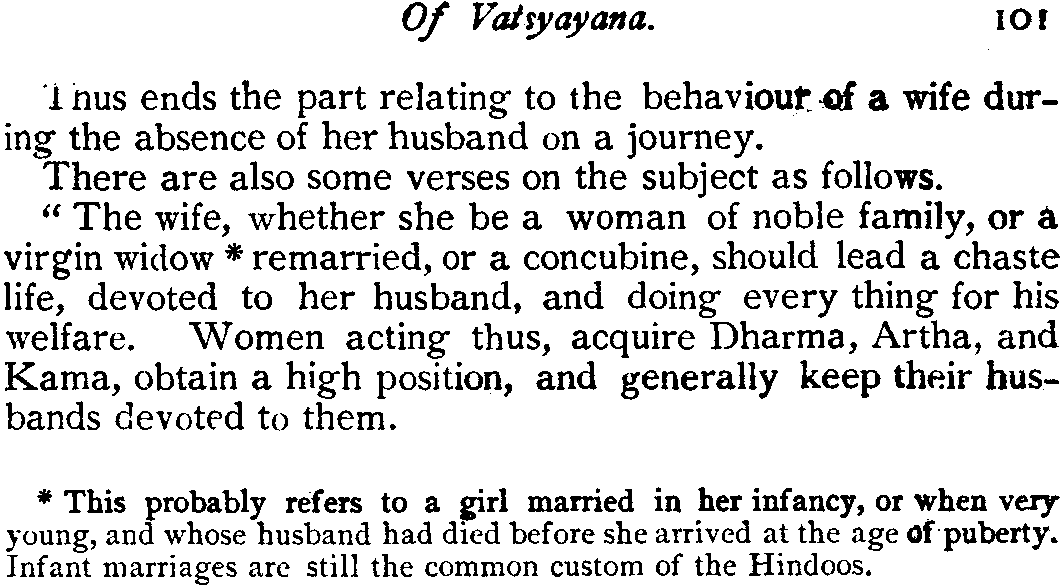 Of Vatsyayana. 101
Thus ends the part relating to the behaviour of a wife dur-
ing the absence of her husband on a journey.
There are also some verses on the subject as follows.
“ The wife, whether she be a woman of noble family, or a
virgin widow * remarried, or a concubine, should lead a chaste
life, devoted to her husband, and doing every thing for his
welfare. Women acting thus, acquire Dharma, Artha, and
Kama, obtain a high position, and generally keep their hus-
bands devoted to them.
* This probably refers to a girl married in her infancy, or when very
young, and whose husband had died before she arrived at the age of puberty.
Infant marriages are still the common custom of the Hindoos.